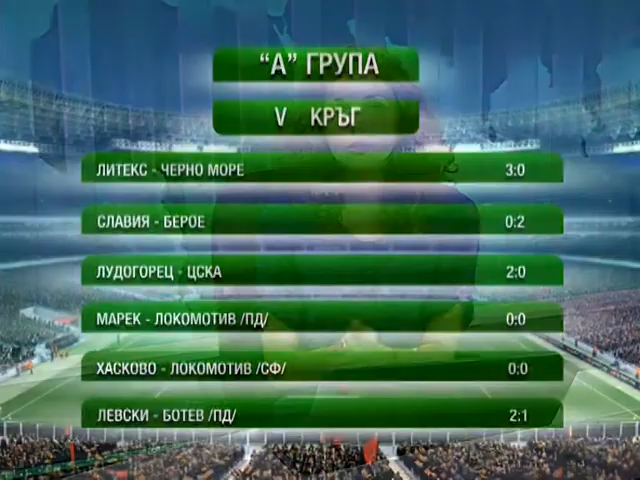 “А” ГРУПА
V КРЪГ
ЛИТЕКС - ЧЕРНО МОРЕ 3:0
СЛАВИЯ - БЕРОЕ 0:2
ЛУДОГОРЕЦ - ЦСКА 2:0
МАРЕК - ЛОКОМОТИВ /ПД/ 0:0
ХАСКОВО - ЛОКОМОТИВ /СФ/ 0:0
ЛЕВСКИ - БОТЕВ /ПД/ 2:1